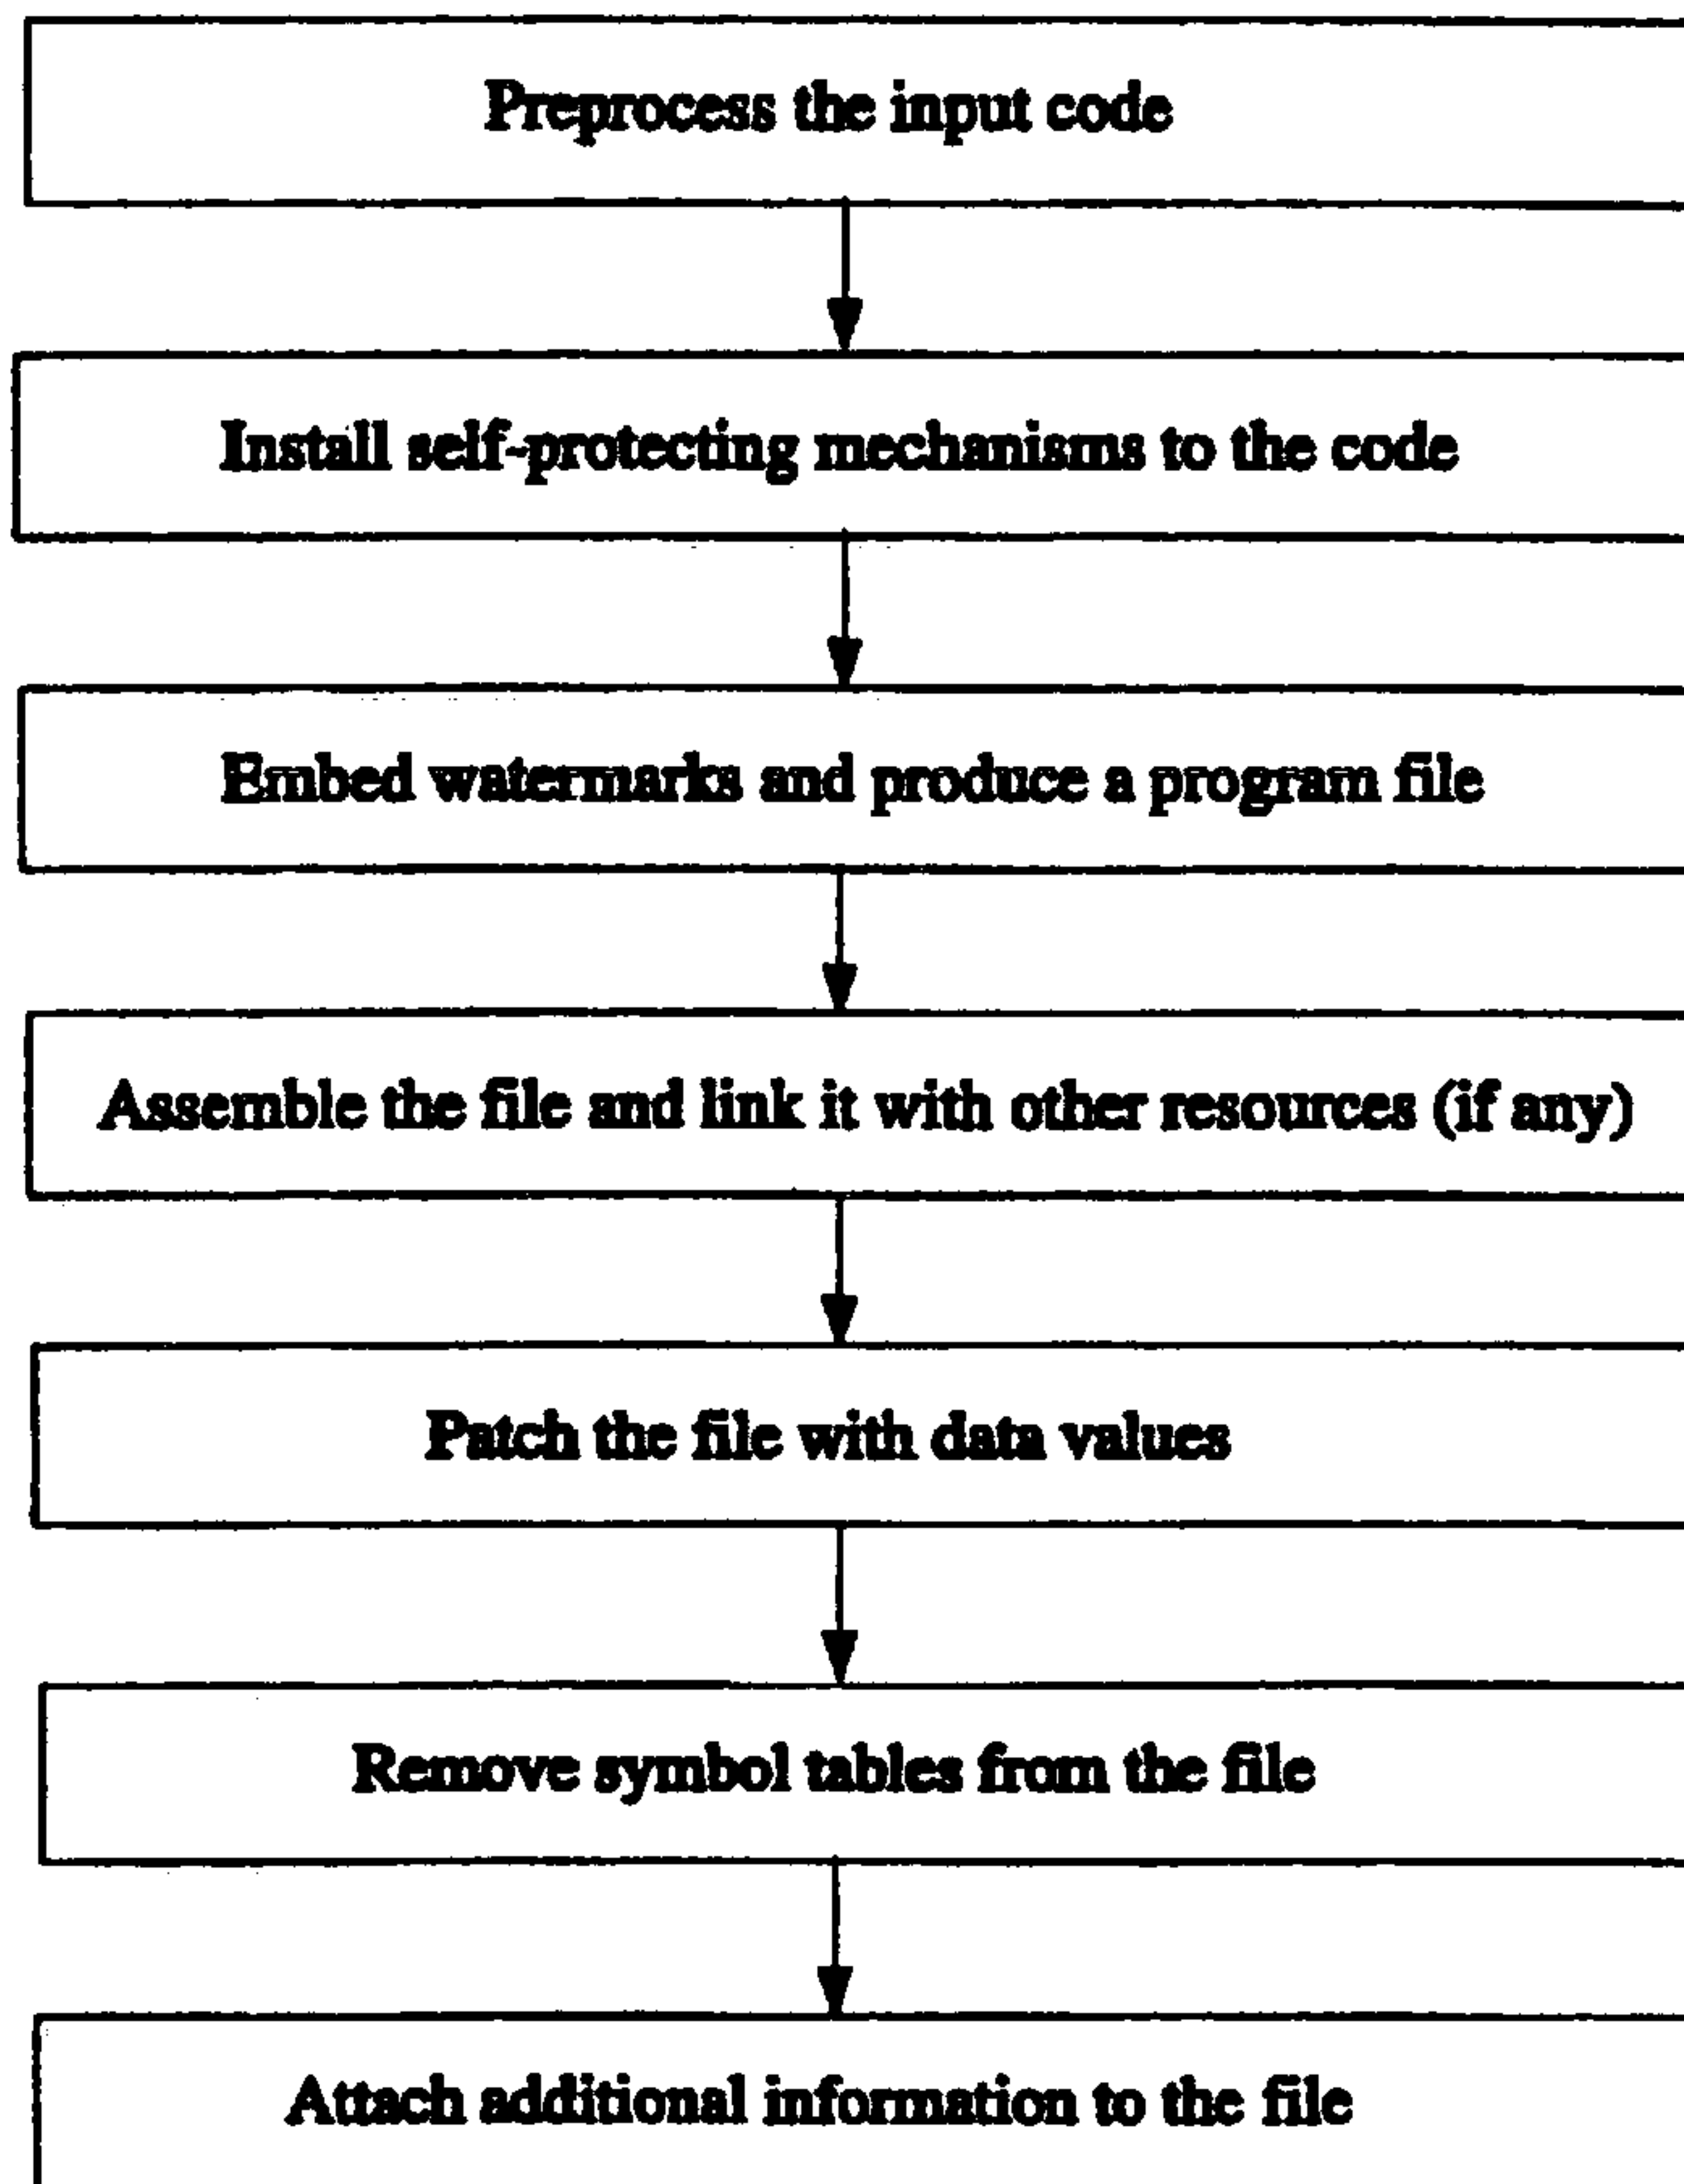 Preprocess the input code
Install self-protecting mechanisms to the code
Embed watermarks and produce a program file
Assemble the file and link it with other resources (if any)
Patch the file with data values
Remove symbol tables from the file
Attach additional information to the file